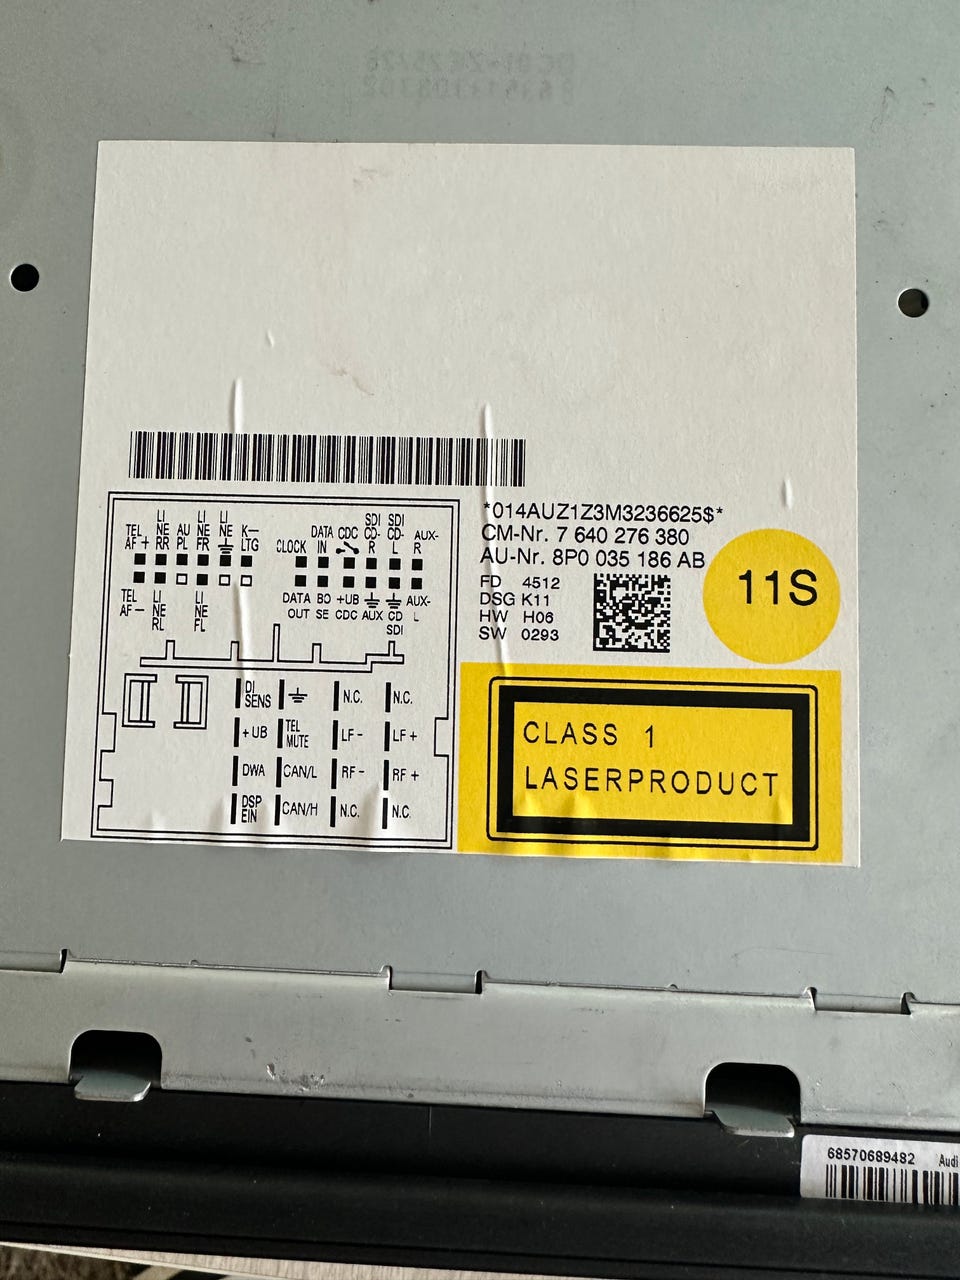 *014AUZ1Z3M3236625$*
CM-Nr. 7 640 276 380
AU-Nr. 8P0 035 186 AB
FD 4512
DSG K11
HW H06
SW 0293
11S
TEL AF +
LI NE RR
AU PL
LI NE FR
LI NE
K— LTG
CLOCK
DATA IN
CDC
SDI CD- R
SDI CD- L
AUX- R
TEL AF -
LI NE RL
LI NE FL
DATA OUT
BO SE
+UB CDC
AUX
CD SDI
AUX- L
DI SENS
N.C.
N.C.
+ UB
TEL MUTE
LF -
LF +
DWA
CAN/L
RF -
RF +
DSP EIN
CAN/H
N.C.
N.C.
CLASS 1
LASERPRODUCT
68570689482 Audi